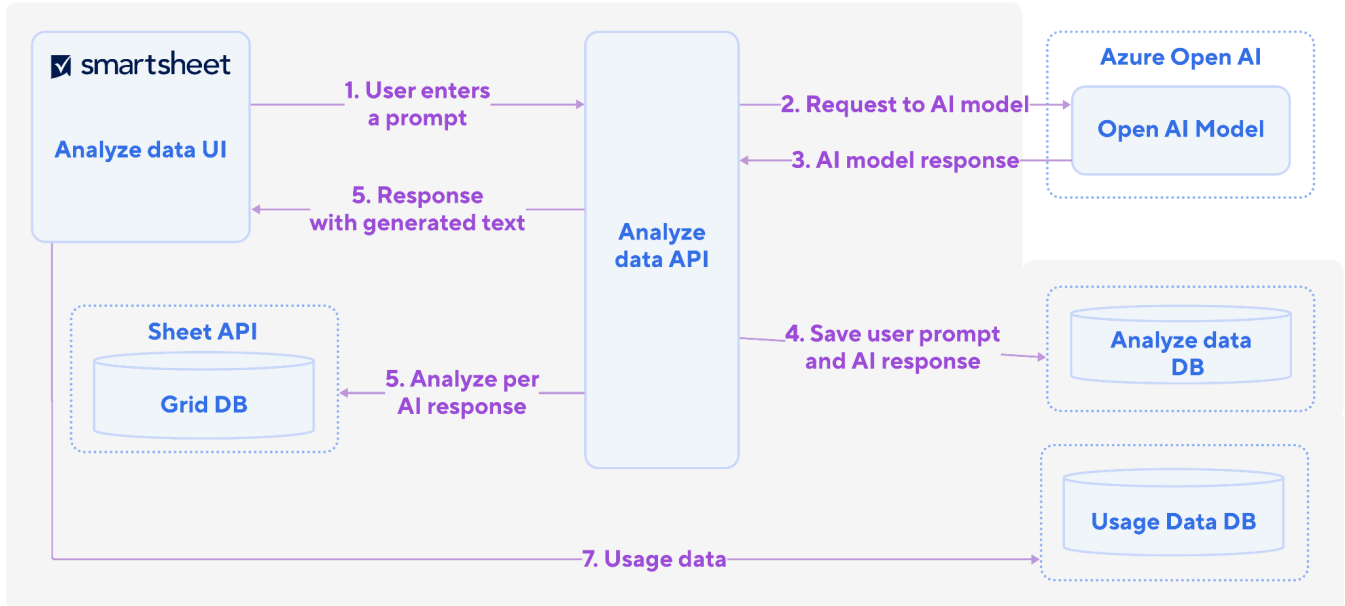 smartsheet
Analyze data UI
1. User enters
a prompt
2. Request to AI model
Azure Open AI
Open AI Model
3. AI model response
5. Response
with generated text
Analyze
data API
Sheet API
Grid DB
5. Analyze per
AI response
4. Save user prompt
and AI response
Analyze data
DB
Usage Data DB
7. Usage data